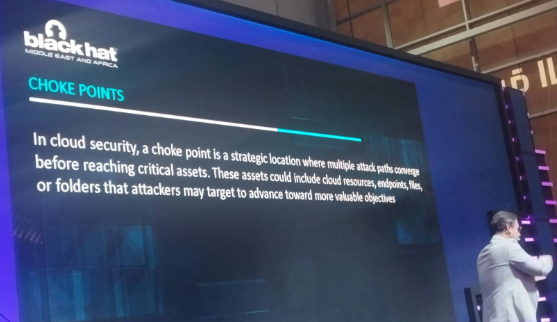 black hat
MIDDLE EAST AND AFRICA
CHOKE POINTS
In cloud security, a choke point is a strategic location where multiple attack paths converge
before reaching critical assets. These assets could include cloud resources, endpoints, files,
or folders that attackers may target to advance toward more valuable objectives